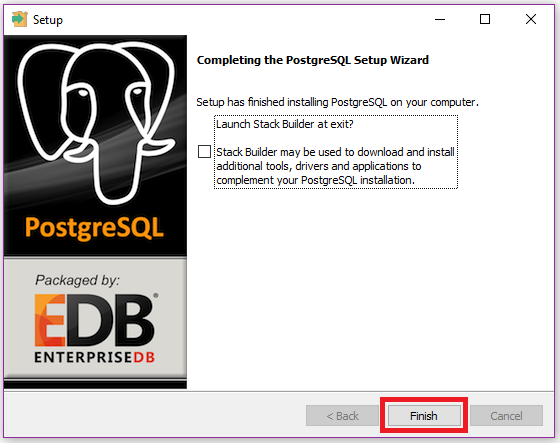 Setup
Completing the PostgreSQL Setup Wizard
Setup has finished installing PostgreSQL on your computer.
Launch Stack Builder at exit?
Stack Builder may be used to download and install
additional tools, drivers and applications to
complement your PostgreSQL installation.
PostgreSQL
Packaged by:
EDB®
ENTERPRISEDB
< Back
Finish
Cancel